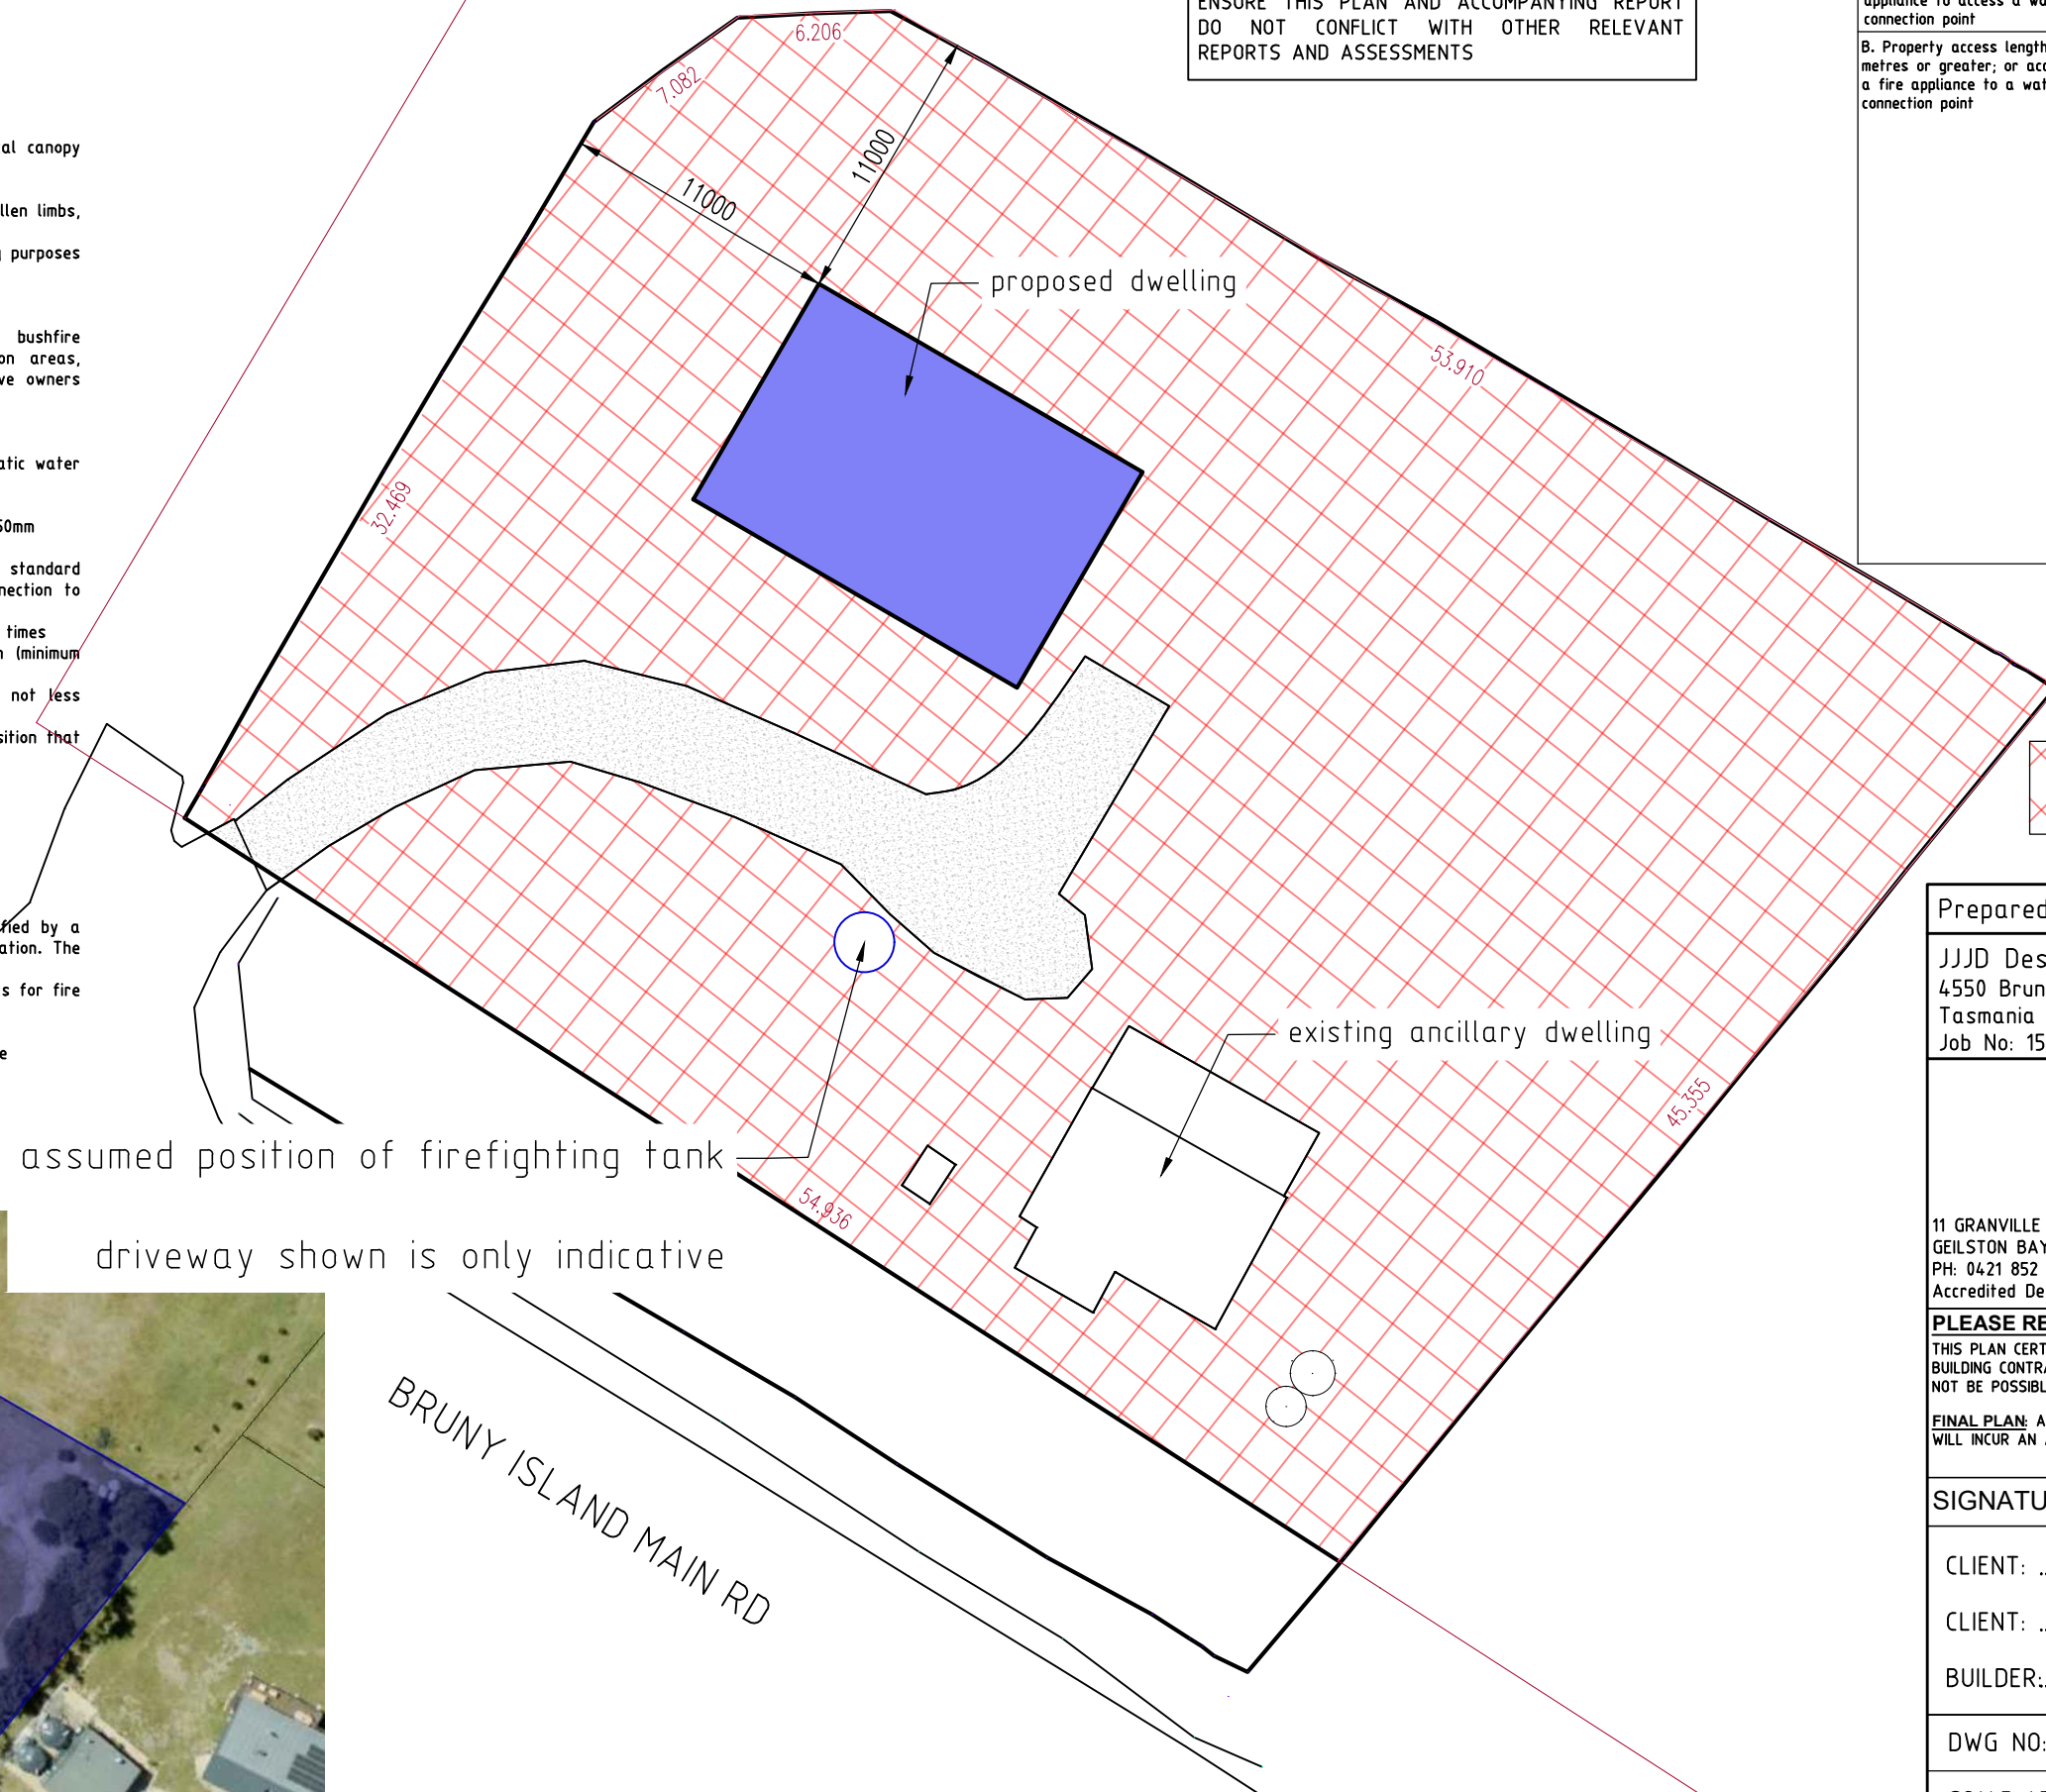 al canopy
llen limbs,
purposes
bushfire
on areas,
ve owners
atic water
50mm
standard
nection to
times
(minimum
not less
sition that
fied by a
ation. The
s for fire
e
ENSURE THIS PLAN AND ACCOMPANYING REPORT
DO NOT CONFLICT WITH OTHER RELEVANT
REPORTS AND ASSESSMENTS
appliance to access a wa
connection point
B. Property access length
metres or greater; or acc
a fire appliance to a wat
connection point
6.206
7.082
11000
11000
proposed dwelling
53.910
32.469
existing ancillary dwelling
45.355
assumed position of firefighting tank
54.936
driveway shown is only indicative
BRUNY ISLAND MAIN RD
Prepared
JJJD Des
4550 Brun
Tasmania
Job No: 15
11 GRANVILLE
GEILSTON BAY
PH: 0421 852
Accredited De
PLEASE RE
THIS PLAN CERT
BUILDING CONTRA
NOT BE POSSIBL
FINAL PLAN: A
WILL INCUR AN
SIGNATU
CLIENT: ..
CLIENT: ..
BUILDER:..
DWG NO: